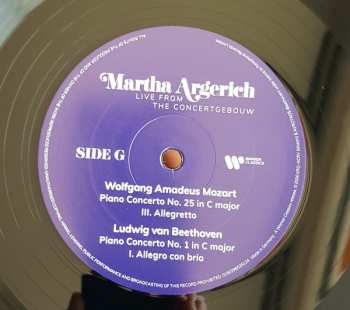 Martha Argerich
LIVE FROM
THE CONCERTGEBOUW
SIDE G
WARNER
CLASSICS
Wolfgang Amadeus Mozart
Piano Concerto No. 25 in C major
III. Allegretto
Ludwig van Beethoven
Piano Concerto No. 1 in C major
I. Allegro con brio